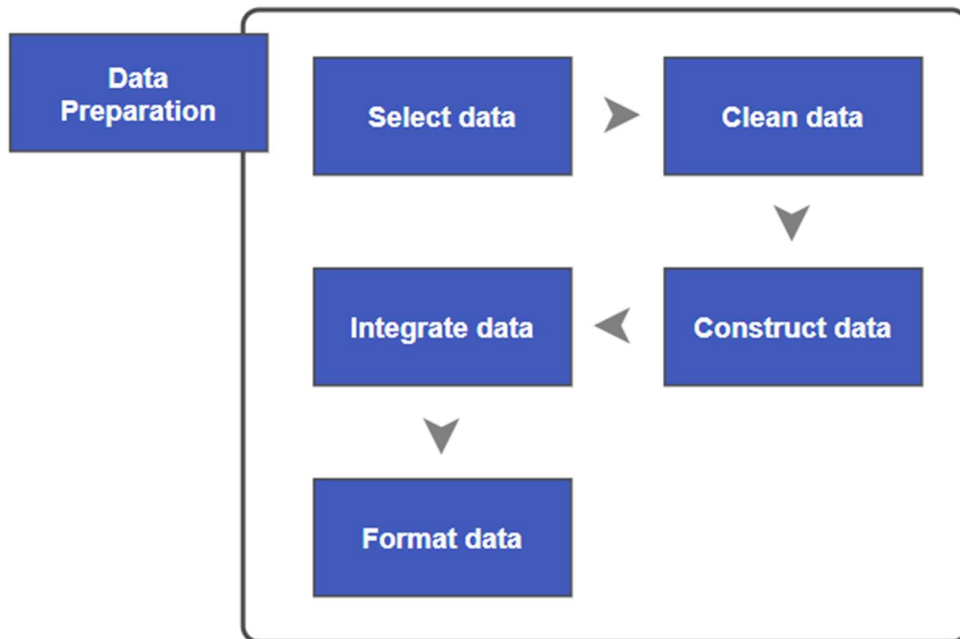 Data
Preparation
Select data
Clean data
Construct data
Integrate data
Format data